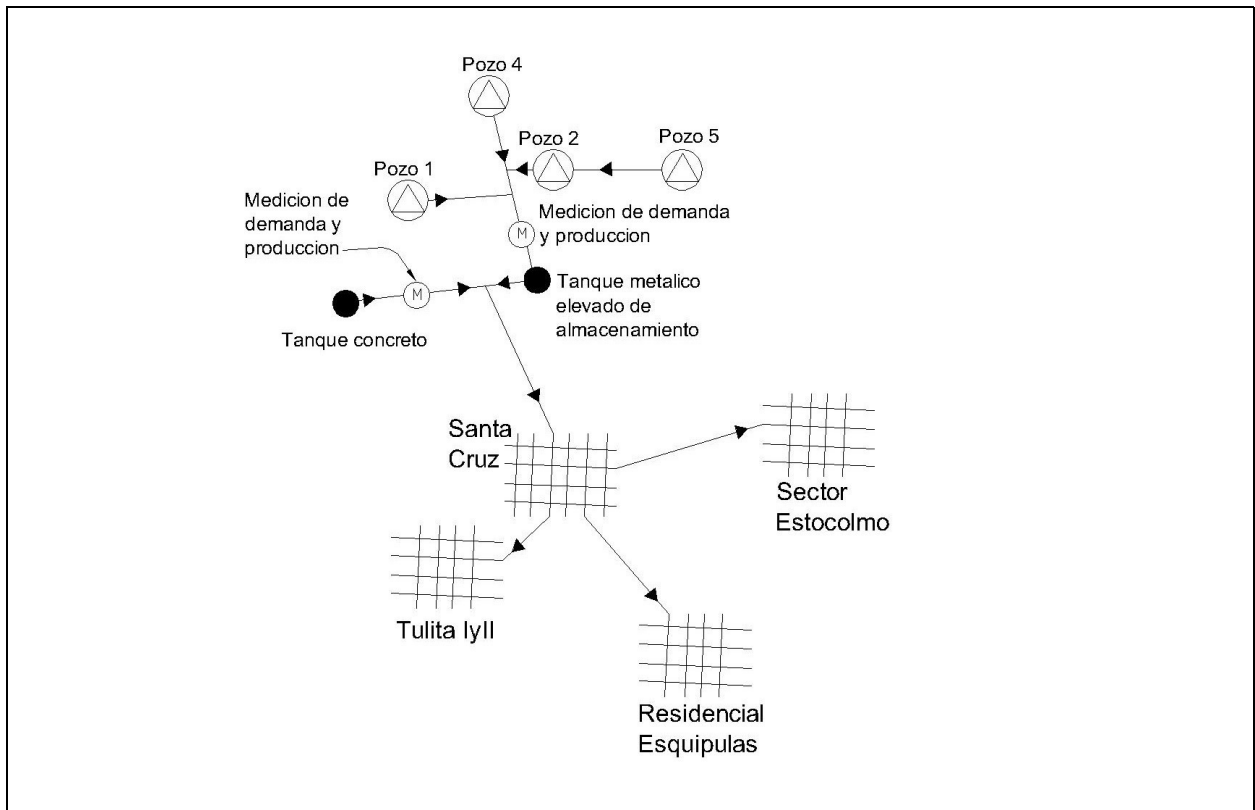 Pozo 4
Pozo 2
Pozo 5
Pozo 1
Medicion de
demanda y
produccion
Medicion de demanda
y produccion
M
M
Tanque metalico
elevado de
almacenamiento
Tanque concreto
Santa
Cruz
Sector
Estocolmo
Tulita IyII
Residencial
Esquipulas